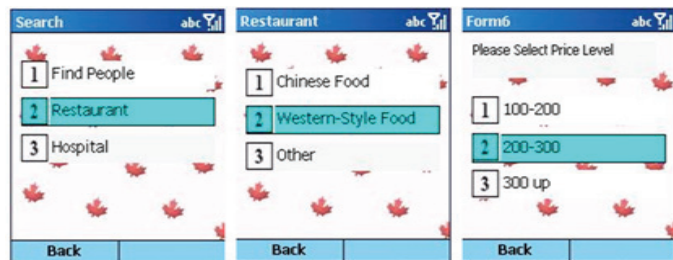 Search abc
1 Find People
2 Restaurant
3 Hospital
Back
Restaurant abc
1 Chinese Food
2 Western-Style Food
3 Other
Back
Form6 abc
Please Select Price Level
1 100-200
2 200-300
3 300 up
Back